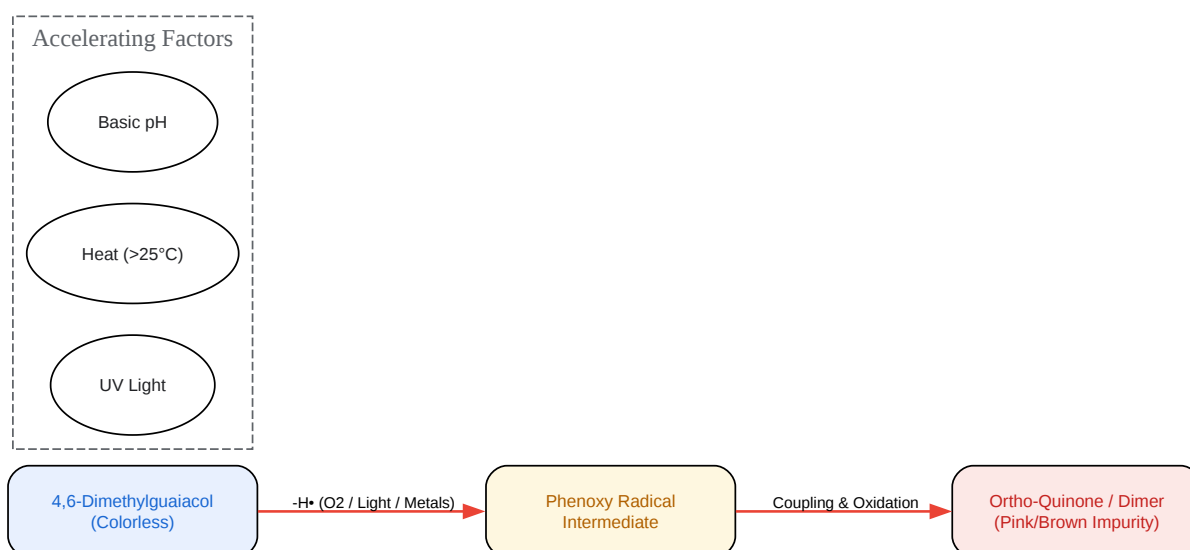 Accelerating Factors
Basic pH
Heat (>25°C)
UV Light
4,6-Dimethylguaiacol
(Colorless)
-H• (O2 / Light / Metals)
Phenoxy Radical
Intermediate
Coupling & Oxidation
Ortho-Quinone / Dimer
(Pink/Brown Impurity)